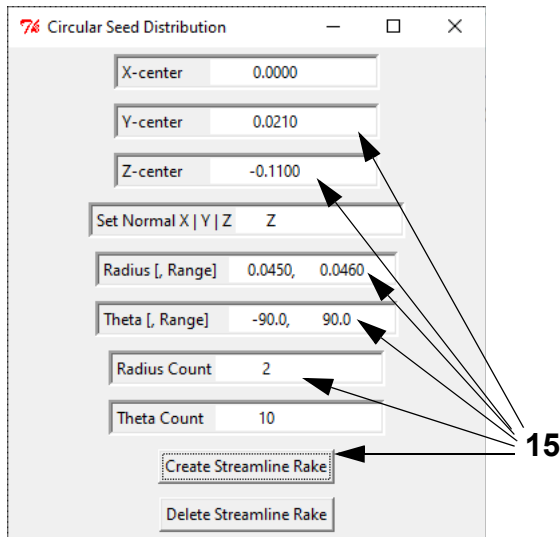 Circular Seed Distribution
X-center 0.0000
Y-center 0.0210
Z-center -0.1100
Set Normal X | Y | Z Z
Radius [, Range] 0.0450, 0.0460
Theta [, Range] -90.0, 90.0
Radius Count 2
Theta Count 10
15
Create Streamline Rake
Delete Streamline Rake